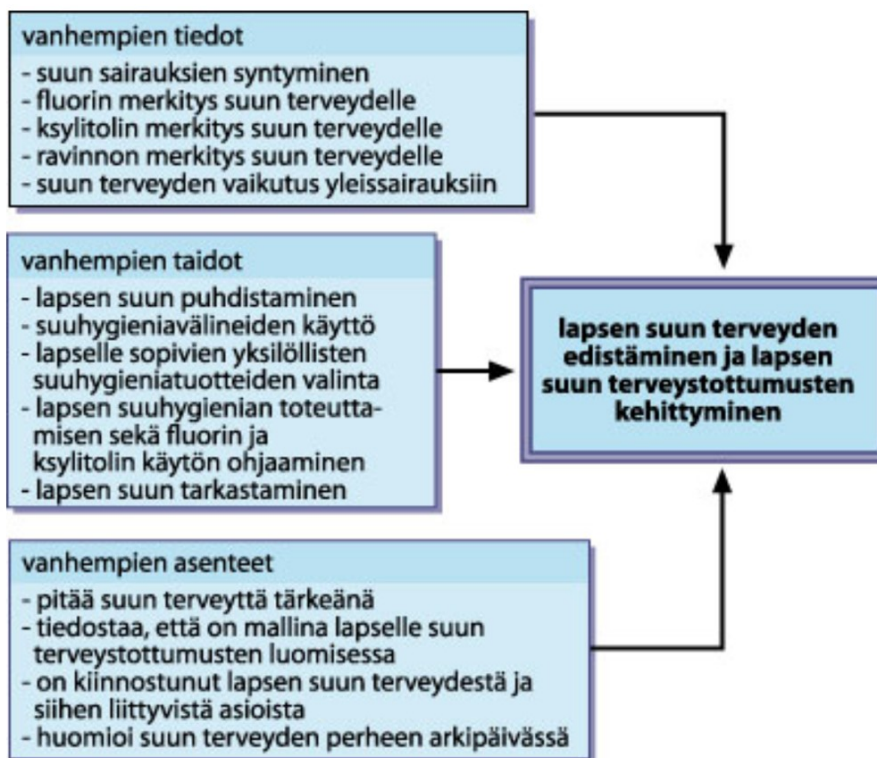 vanhempien tiedot
- suun sairauksien syntyminen
- fluorin merkitys suun terveydelle
- ksylitolin merkitys suun terveydelle
- ravinnon merkitys suun terveydelle
- suun terveyden vaikutus yleissairauksiin
vanhempien taidot
- lapsen suun puhdistaminen
- suuhygieniavälineiden käyttö
- lapselle sopivien yksilöllisten
suuhygieniatuotteiden valinta
- lapsen suuhygienian toteutta-
misen sekä fluorin ja
ksylitolin käytön ohjaaminen
- lapsen suun tarkastaminen
vanhempien asenteet
- pitää suun terveyttä tärkeänä
- tiedostaa, että on mallina lapselle suun
terveystottumusten luomisessa
- on kiinnostunut lapsen suun terveydestä ja
siihen liittyvistä asioista
- huomioi suun terveyden perheen arkipäivässä
lapsen suun terveyden
edistäminen ja lapsen
suun terveystottumusten
kehittyminen